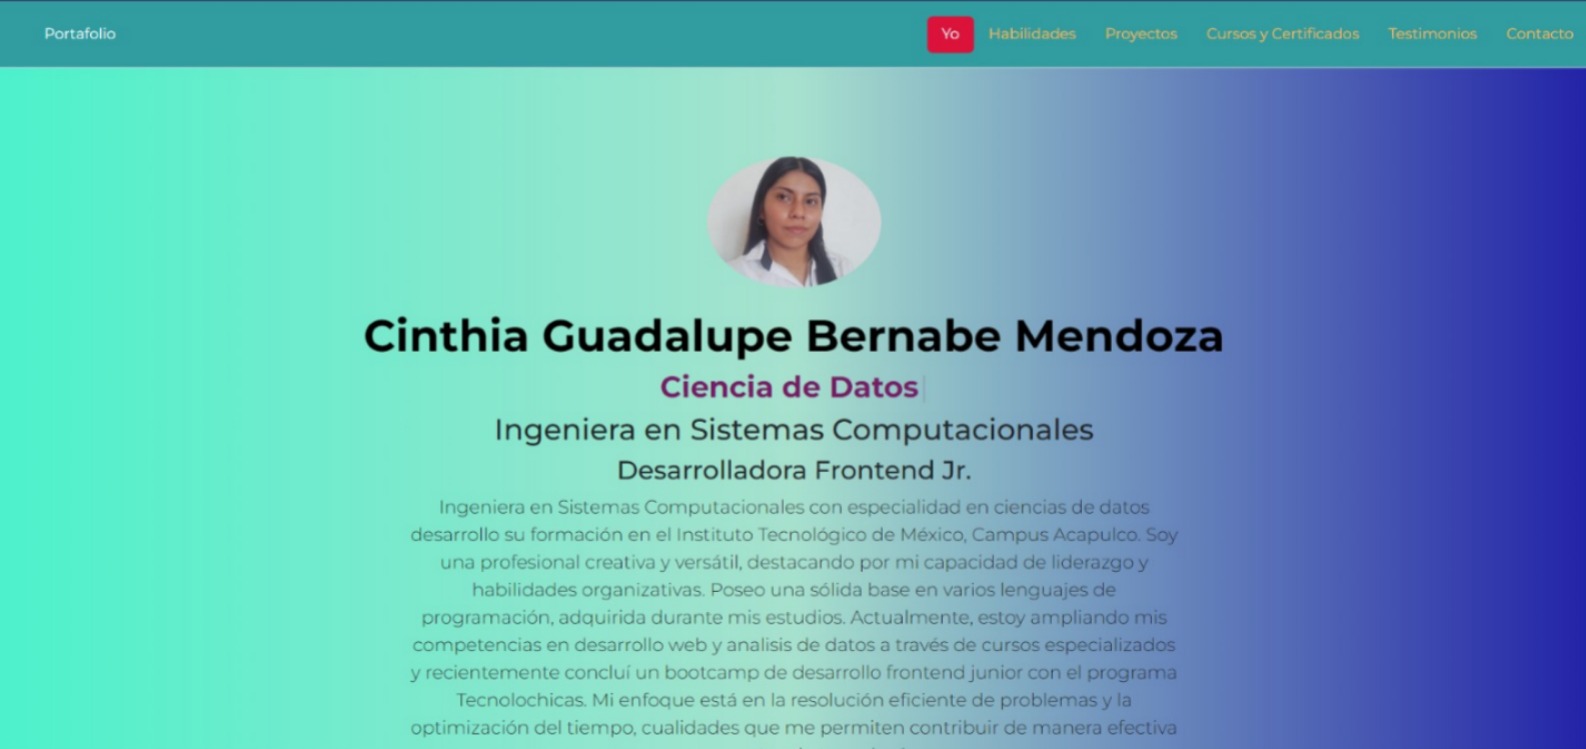 Portafolio
Yo Habilidades Proyectos Cursos y Certificados Testimonios Contacto
Cinthia Guadalupe Bernabe Mendoza
Ciencia de Datos
Ingeniera en Sistemas Computacionales
Desarrolladora Frontend Jr.
Ingeniera en Sistemas Computacionales con especialidad en ciencias de datos
desarrollo su formación en el Instituto Tecnológico de México, Campus Acapulco. Soy
una profesional creativa y versátil, destacando por mi capacidad de liderazgo y
habilidades organizativas. Poseo una sólida base en varios lenguajes de
programación, adquirida durante mis estudios. Actualmente, estoy ampliando mis
competencias en desarrollo web y analisis de datos a través de cursos especializados
y recientemente concluí un bootcamp de desarrollo frontend junior con el programa
Tecnolochicas. Mi enfoque está en la resolución eficiente de problemas y la
optimización del tiempo, cualidades que me permiten contribuir de manera efectiva